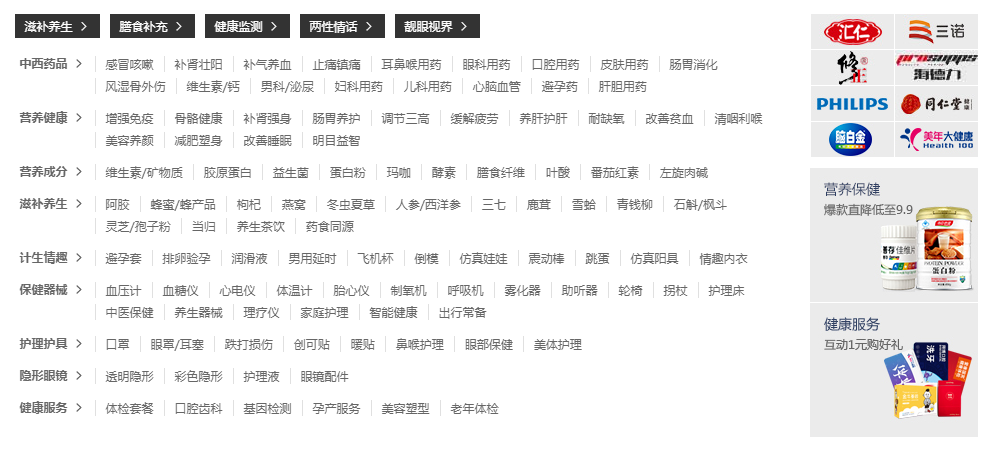 滋补养生 膳食补充 健康监测 两性情话 靓眼视界
中西药品 感冒咳嗽 补肾壮阳 补气养血 止痛镇痛 耳鼻喉用药 眼科用药 口腔用药 皮肤用药 肠胃消化
风湿骨外伤 维生素/钙 男科/泌尿 妇科用药 儿科用药 心脑血管 避孕药 肝胆用药
营养健康 增强免疫 骨骼健康 补肾强身 肠胃养护 调节三高 缓解疲劳 养肝护肝 耐缺氧 改善贫血 清咽利喉
美容养颜 减肥塑身 改善睡眠 明目益智
营养成分 维生素/矿物质 胶原蛋白 益生菌 蛋白粉 玛咖 酵素 膳食纤维 叶酸 番茄红素 左旋肉碱
滋补养生 阿胶 蜂蜜/蜂产品 枸杞 燕窝 冬虫夏草 人参/西洋参 三七 鹿茸 雪蛤 青钱柳 石斛/枫斗
灵芝/孢子粉 当归 养生茶饮 药食同源
计生情趣 避孕套 排卵验孕 润滑液 男用延时 飞机杯 倒模 仿真娃娃 震动棒 跳蛋 仿真阳具 情趣内衣
保健器械 血压计 血糖仪 心电仪 体温计 胎心仪 制氧机 呼吸机 雾化器 助听器 轮椅 拐杖 护理床
中医保健 养生器械 理疗仪 家庭护理 智能健康 出行常备
护理护具 口罩 眼罩/耳塞 跌打损伤 创可贴 暖贴 鼻喉护理 眼部保健 美体护理
隐形眼镜 透明隐形 彩色隐形 护理液 眼镜配件
健康服务 体检套餐 口腔齿科 基因检测 孕产服务 美容塑型 老年体检
汇仁 三诺
修正 prosupps
海德力
PHILIPS 同仁堂 健康
脑白金 美年大健康
Health 100
营养保健
爆款直降低至9.9
善存 佳维片
PROTEIN POWDER
蛋白粉
健康服务
互动1元购好礼
洗牙